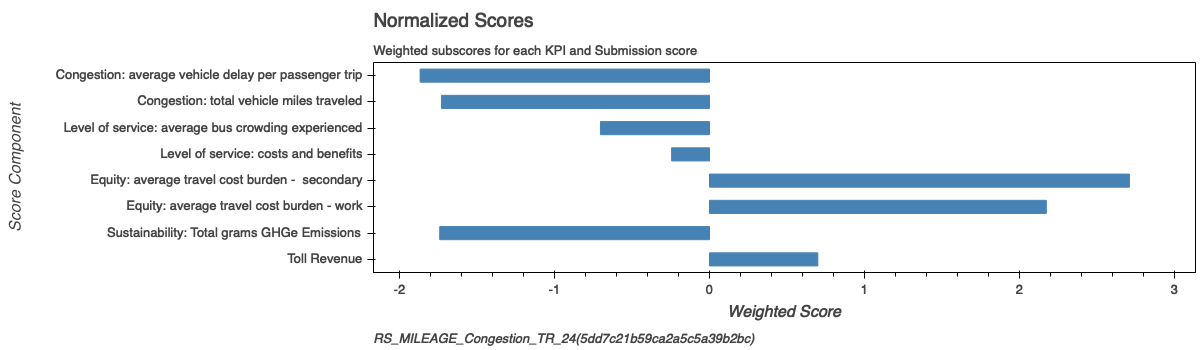 Normalized Scores
Weighted subscores for each KPI and Submission score
Score Component
Congestion: average vehicle delay per passenger trip
Congestion: total vehicle miles traveled
Level of service: average bus crowding experienced
Level of service: costs and benefits
Equity: average travel cost burden -  secondary
Equity: average travel cost burden - work
Sustainability: Total grams GHGe Emissions
Toll Revenue
-2 -1 0 1 2 3
Weighted Score
RS_MILEAGE_Congestion_TR_24(5dd7c21b59ca2a5c5a39b2bc)